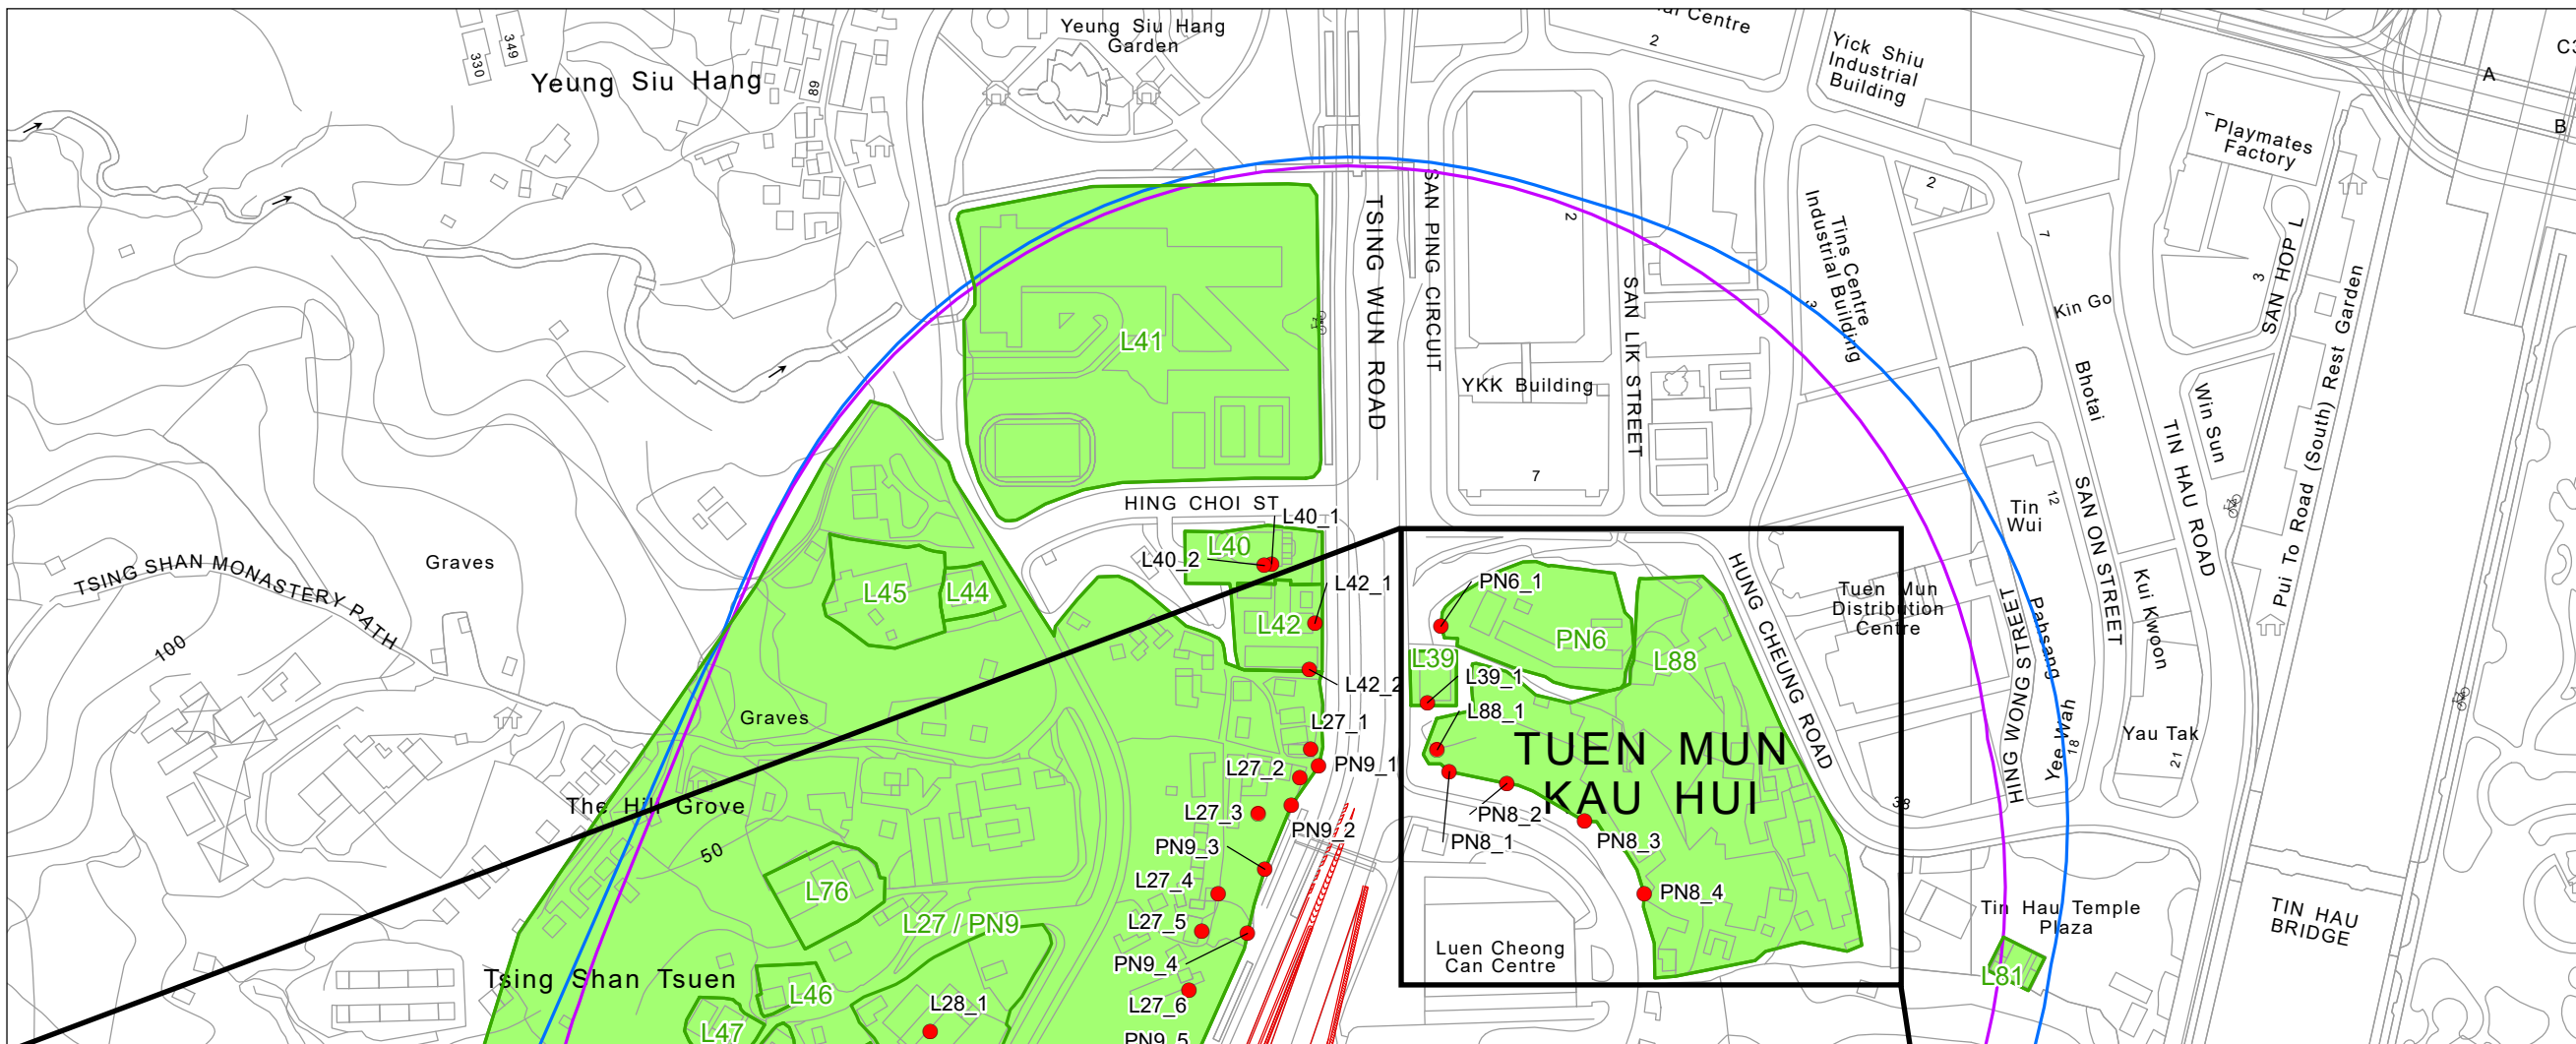 Yeung Siu Hang
Garden
ui Centre
2
Yick Shiu
Industrial
Building
A
B
C3
330
349
Yeung Siu Hang
89
1
Playmates
Factory
2
2
7
3
3
TSING WUN ROAD
SAN PING CIRCUIT
SAN LIK STREET
Tins Centre
Industrial Building
Kin Go
SAN HOP L
Pui To Road (South) Rest Garden
L41
YKK Building
7
Bhotai
Win Sun
TIN HAU ROAD
HING CHOI ST
L40_1
L40
L40_2
Tin
Wui
12
SAN ON STREET
Graves
TSING SHAN MONASTERY PATH
100
L45
L44
L42_1
L42
L42_2
PN6_1
PN6
L39
L39_1
L88
L88_1
HUNG CHEUNG ROAD
Tuen Mun
Distribution
Centre
HING WONG STREET
Pahsang
Kui Kwoon
Yee Wah
18
Yau Tak
21
Graves
L27_1
L27_2
PN9_1
L27_3
PN9_2
PN9_3
TUEN MUN
KAU HUI
PN8_2
PN8_1
PN8_3
PN8_4
38
The Hill Grove
50
L76
L27_4
L27 / PN9
L27_5
PN9_4
L27_6
PN9_5
Luen Cheong
Can Centre
Tin Hau Temple
Plaza
L81
TIN HAU
BRIDGE
Tsing Shan Tsuen
L46
L47
L28_1